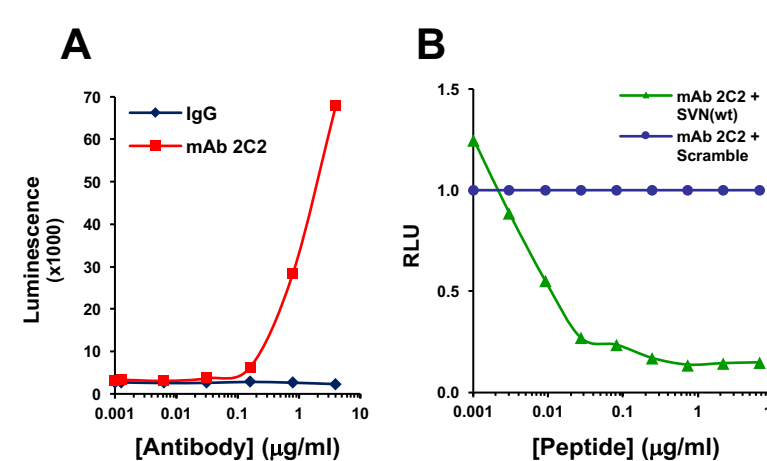 A
B
70
60
50
40
30
20
10
0
Luminescence
(x1000)
IgG
mAb 2C2
0.001
0.01
0.1
1
10
[Antibody] (μg/ml)
1.5
1.0
0.5
0.0
RLU
mAb 2C2 +
SVN(wt)
mAb 2C2 +
Scramble
0.001
0.01
0.1
1
[Peptide] (μg/ml)